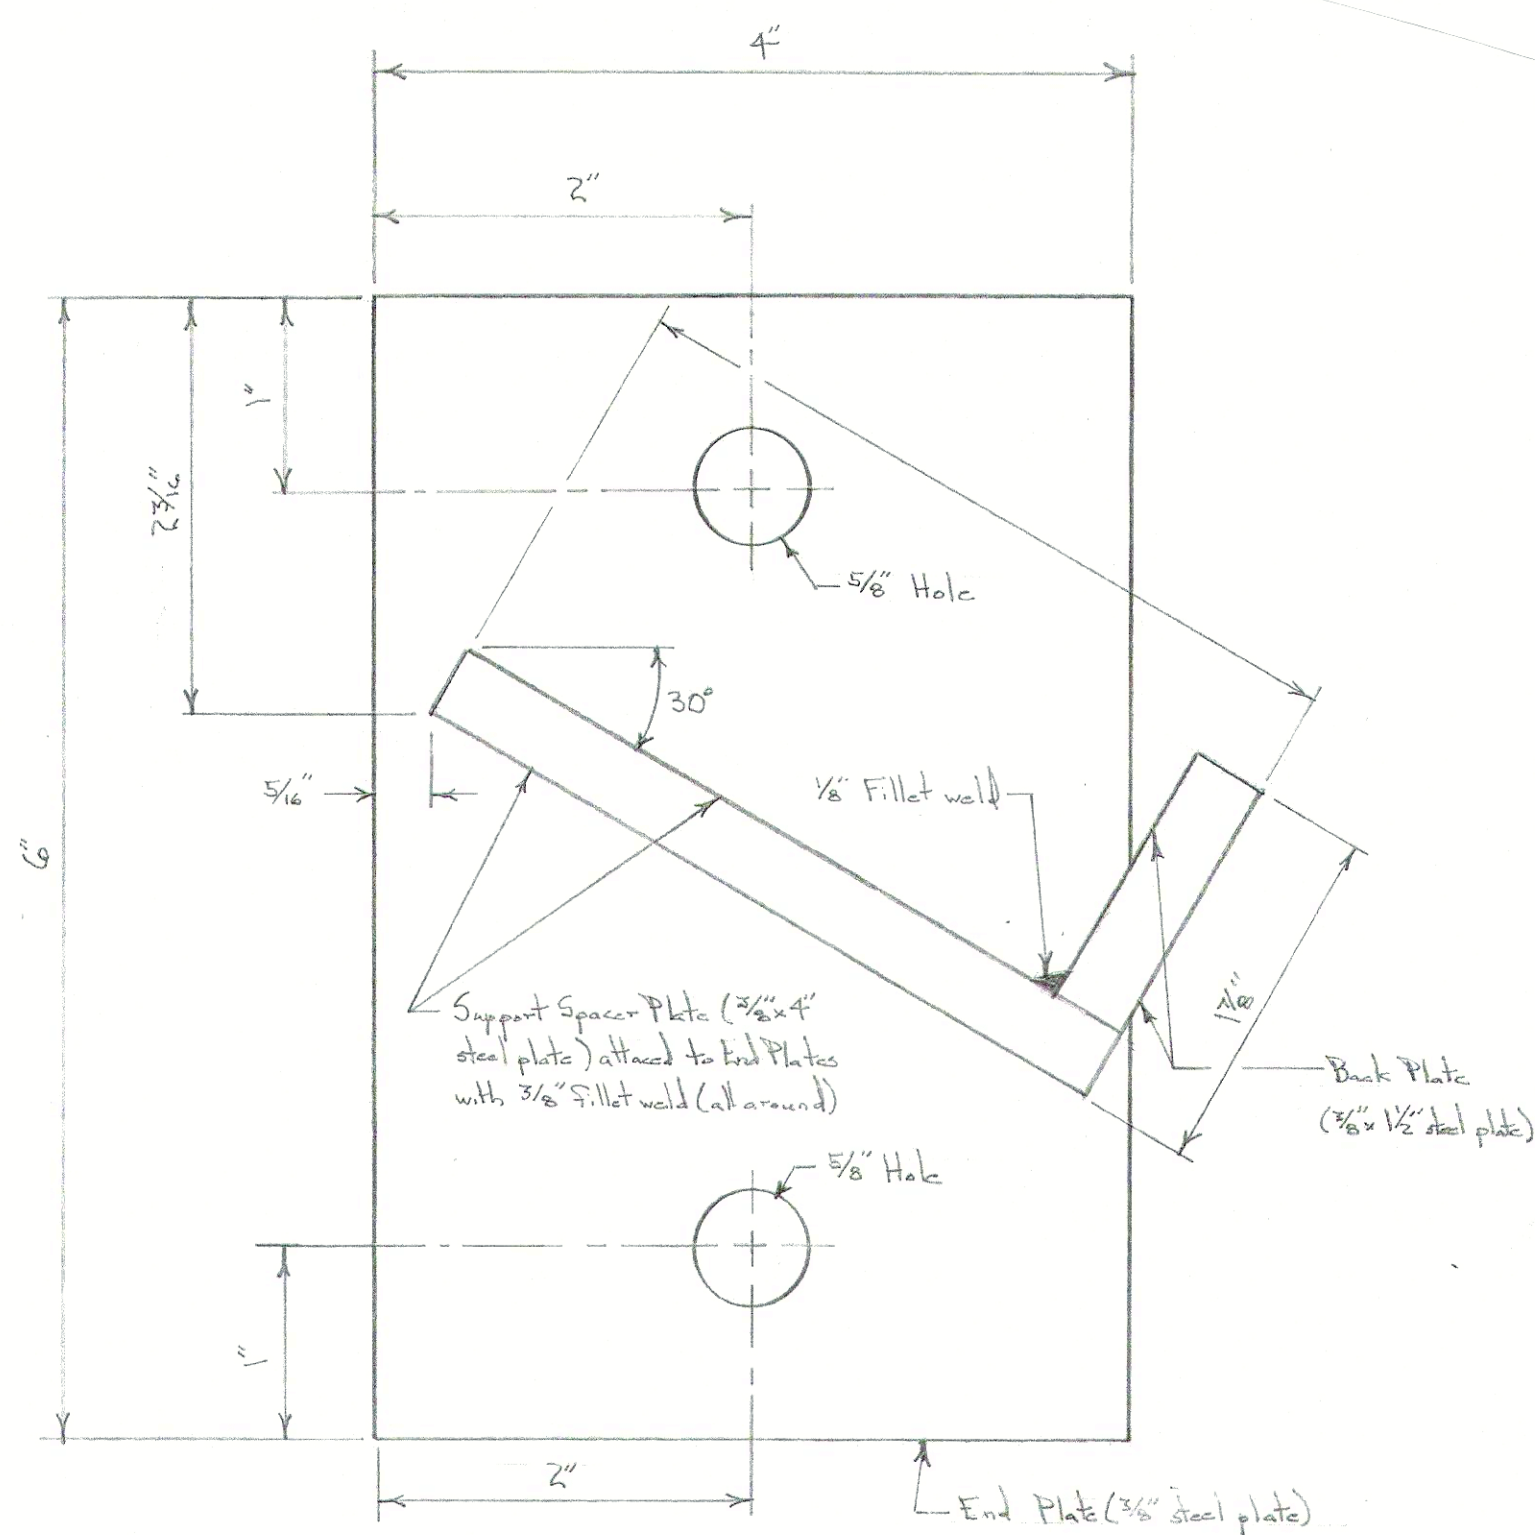 4"
2"
1"
2 3/16"
5/8" Hole
30°
5/16"
1/8" Fillet weld
6"
1 7/8"
Support Spacer Plate (3/8" x 4"
steel plate) attaced to End Plates
with 3/8" fillet weld (all around)
Back Plate
(3/8" x 1 1/2" steel plate)
5/8" Hole
1"
2"
End Plate (3/8" steel plate)